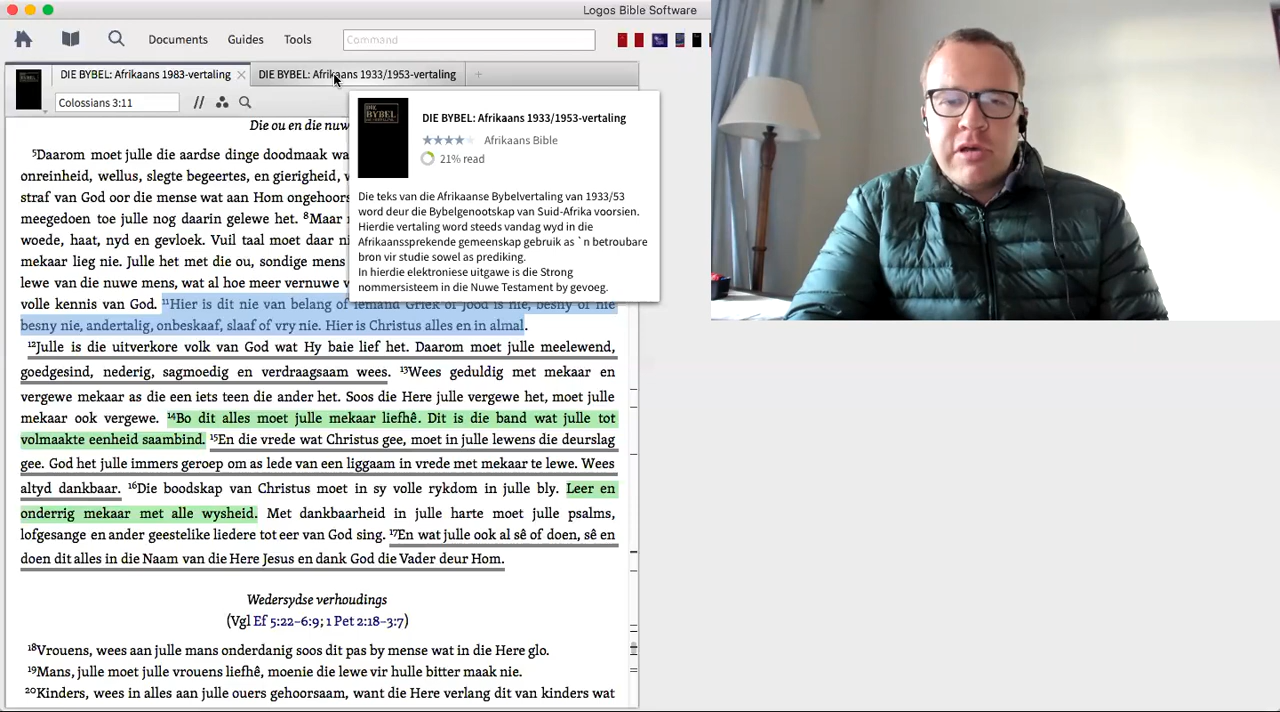 Logos Bible Software
Documents Guides Tools Command
DIE BYBEL: Afrikaans 1983-vertaling DIE BYBEL: Afrikaans 1933/1953-vertaling
Colossians 3:11
DIE BYBEL
DIE BYBEL: Afrikaans 1933/1953-vertaling
Afrikaans Bible
21% read
Die teks van die Afrikaanse Bybelvertaling van 1933/53
word deur die Bybelgenootskap van Suid-Afrika voorsien.
Hierdie vertaling word steeds vandag wyd in die
Afrikaanssprekende gemeenskap gebruik as `n betroubare
bron vir studie sowel as prediking.
In hierdie elektroniese uitgawe is die Strong
nommersisteem in die Nuwe Testament by gevoeg.
Die ou en die nuw
5Daarom moet julle die aardse dinge doodmaak wa
onreinheid, wellus, slegte begeertes, en gierigheid, v
straf van God oor die mense wat aan Hom ongehoors
meegedoen toe julle nog daarin gelewe het. 8Maar
woede, haat, nyd en gevloek. Vuil taal moet daar n
mekaar lieg nie. Julle het met die ou, sondige mens
lewe van die nuwe mens, wat al hoe meer vernuwe v
volle kennis van God. 11Hier is dit nie van belang of iemand Griek of Jood is nie, besny of nie
besny nie, andertalig, onbeskaaf, slaaf of vry nie. Hier is Christus alles en in almal.
12Julle is die uitverkore volk van God wat Hy baie lief het. Daarom moet julle meelewend,
goedgesind, nederig, sagmoedig en verdraagsaam wees. 13Wees geduldig met mekaar en
vergewe mekaar as die een iets teen die ander het. Soos die Here julle vergewe het, moet julle
mekaar ook vergewe. 14Bo dit alles moet julle mekaar liefhê. Dit is die band wat julle tot
volmaakte eenheid saambind. 15En die vrede wat Christus gee, moet in julle lewens die deurslag
gee. God het julle immers geroep om as lede van een liggaam in vrede met mekaar te lewe. Wees
altyd dankbaar. 16Die boodskap van Christus moet in sy volle rykdom in julle bly. Leer en
onderrig mekaar met alle wysheid. Met dankbaarheid in julle harte moet julle psalms,
lofgesange en ander geestelike liedere tot eer van God sing. 17En wat julle ook al sê of doen, sê en
doen dit alles in die Naam van die Here Jesus en dank God die Vader deur Hom.
Wedersydse verhoudings
(Vgl Ef 5:22–6:9; 1 Pet 2:18–3:7)
18Vrouens, wees aan julle mans onderdanig soos dit pas by mense wat in die Here glo.
19Mans, julle moet julle vrouens liefhê, moenie die lewe vir hulle bitter maak nie.
20Kinders, wees in alles aan julle ouers gehoorsaam, want die Here verlang dit van kinders wat